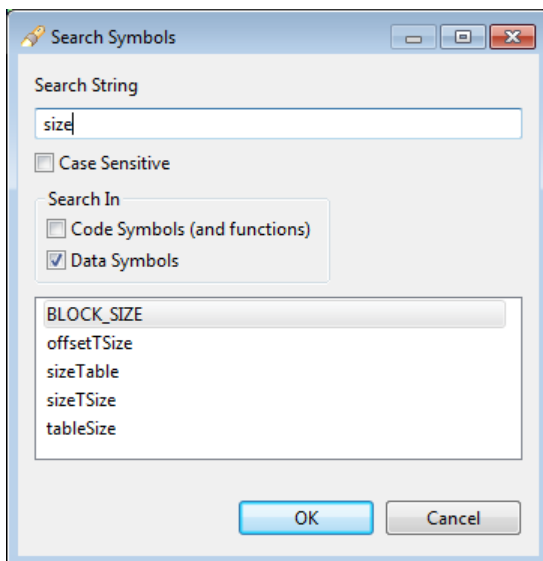 Search Symbols
Search String
size
Case Sensitive
Search In
Code Symbols (and functions)
Data Symbols
BLOCK_SIZE
offsetTSize
sizeTable
sizeTSize
tableSize
OK Cancel